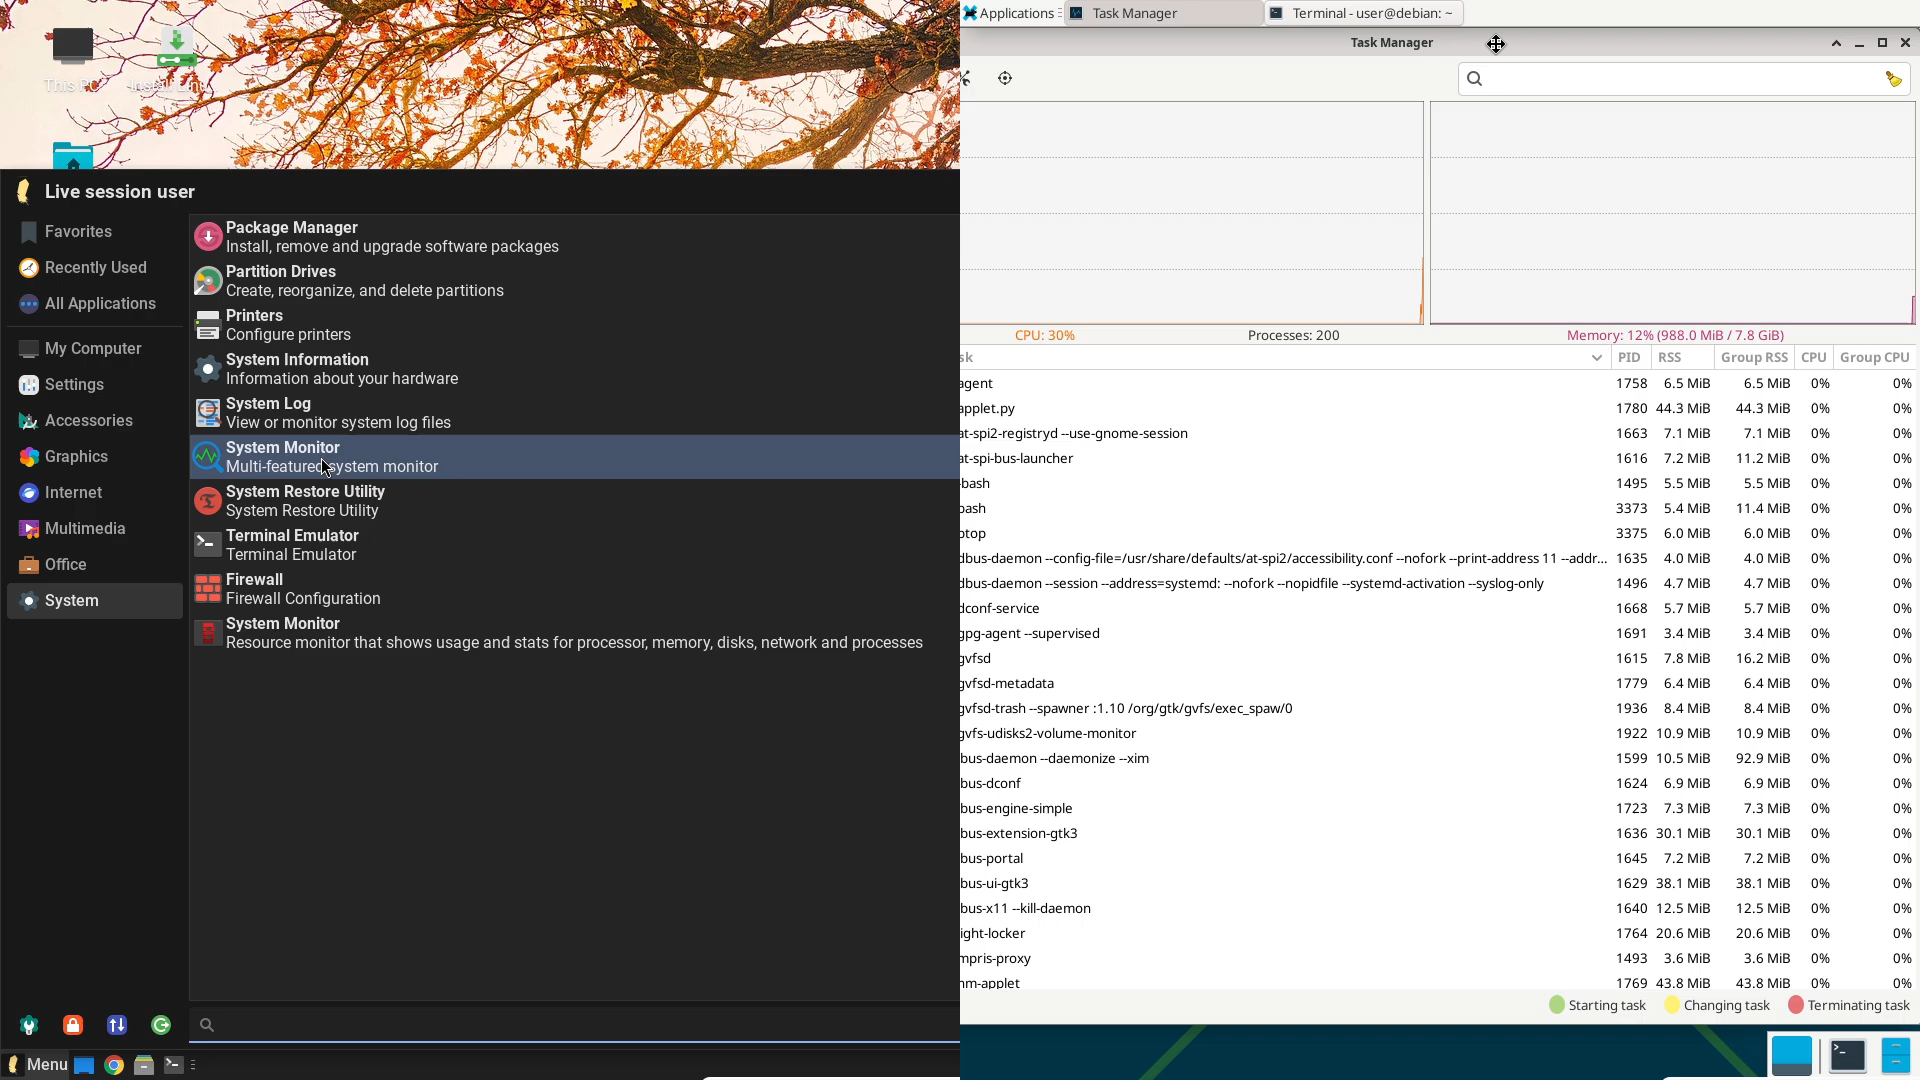 This PC
Live session user
Favorites
Recently Used
All Applications
My Computer
Settings
Accessories
Graphics
Internet
Multimedia
Office
System
Package Manager
Install, remove and upgrade software packages
Partition Drives
Create, reorganize, and delete partitions
Printers
Configure printers
System Information
Information about your hardware
System Log
View or monitor system log files
System Monitor
Multi-featured system monitor
System Restore Utility
System Restore Utility
Terminal Emulator
Terminal Emulator
Firewall
Firewall Configuration
System Monitor
Resource monitor that shows usage and stats for processor, memory, disks, network and processes
Menu
Applications Task Manager Terminal - user@debian: ~
Task Manager
CPU: 30% Processes: 200 Memory: 12% (988.0 MiB / 7.8 GiB)
sk PID RSS Group RSS CPU Group CPU
agent 1758 6.5 MiB 6.5 MiB 0% 0%
applet.py 1780 44.3 MiB 44.3 MiB 0% 0%
at-spi2-registryd --use-gnome-session 1663 7.1 MiB 7.1 MiB 0% 0%
at-spi-bus-launcher 1616 7.2 MiB 11.2 MiB 0% 0%
-bash 1495 5.5 MiB 5.5 MiB 0% 0%
bash 3373 5.4 MiB 11.4 MiB 0% 0%
btop 3375 6.0 MiB 6.0 MiB 0% 0%
dbus-daemon --config-file=/usr/share/defaults/at-spi2/accessibility.conf --nofork --print-address 11 --addr... 1635 4.0 MiB 4.0 MiB 0% 0%
dbus-daemon --session --address=systemd: --nofork --nopidfile --systemd-activation --syslog-only 1496 4.7 MiB 4.7 MiB 0% 0%
dconf-service 1668 5.7 MiB 5.7 MiB 0% 0%
gpg-agent --supervised 1691 3.4 MiB 3.4 MiB 0% 0%
gvfsd 1615 7.8 MiB 16.2 MiB 0% 0%
gvfsd-metadata 1779 6.4 MiB 6.4 MiB 0% 0%
gvfsd-trash --spawner :1.10 /org/gtk/gvfs/exec_spaw/0 1936 8.4 MiB 8.4 MiB 0% 0%
gvfs-udisks2-volume-monitor 1922 10.9 MiB 10.9 MiB 0% 0%
bus-daemon --daemonize --xim 1599 10.5 MiB 92.9 MiB 0% 0%
bus-dconf 1624 6.9 MiB 6.9 MiB 0% 0%
bus-engine-simple 1723 7.3 MiB 7.3 MiB 0% 0%
bus-extension-gtk3 1636 30.1 MiB 30.1 MiB 0% 0%
bus-portal 1645 7.2 MiB 7.2 MiB 0% 0%
bus-ui-gtk3 1629 38.1 MiB 38.1 MiB 0% 0%
bus-x11 --kill-daemon 1640 12.5 MiB 12.5 MiB 0% 0%
ight-locker 1764 20.6 MiB 20.6 MiB 0% 0%
mpris-proxy 1493 3.6 MiB 3.6 MiB 0% 0%
nm-applet 1769 43.8 MiB 43.8 MiB 0% 0%
Starting task Changing task Terminating task